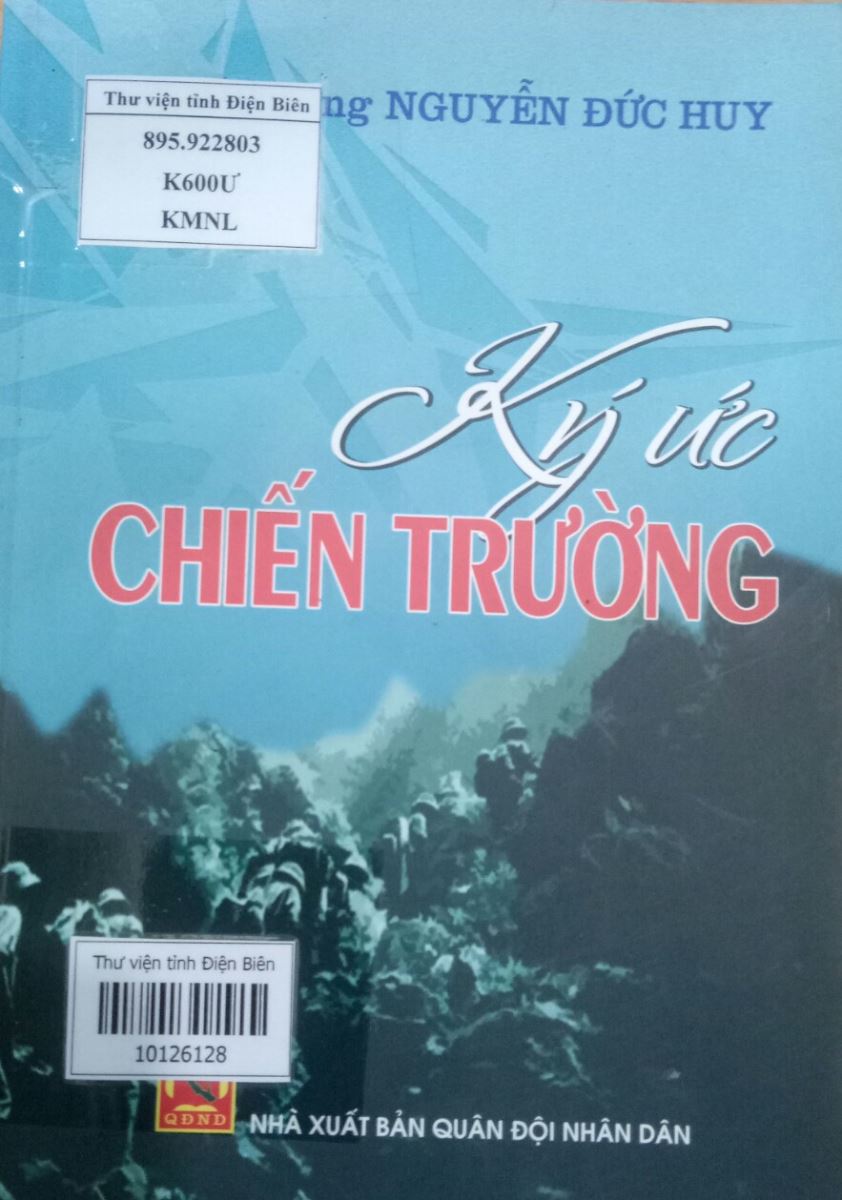 Thư viện tỉnh Điện Biên
895.922803
K600Ư
KMNL
ng NGUYỄN ĐỨC HUY
Ký ức
CHIẾN TRƯỜNG
Thư viện tỉnh Điện Biên
10126128
QĐND
NHÀ XUẤT BẢN QUÂN ĐỘI NHÂN DÂN